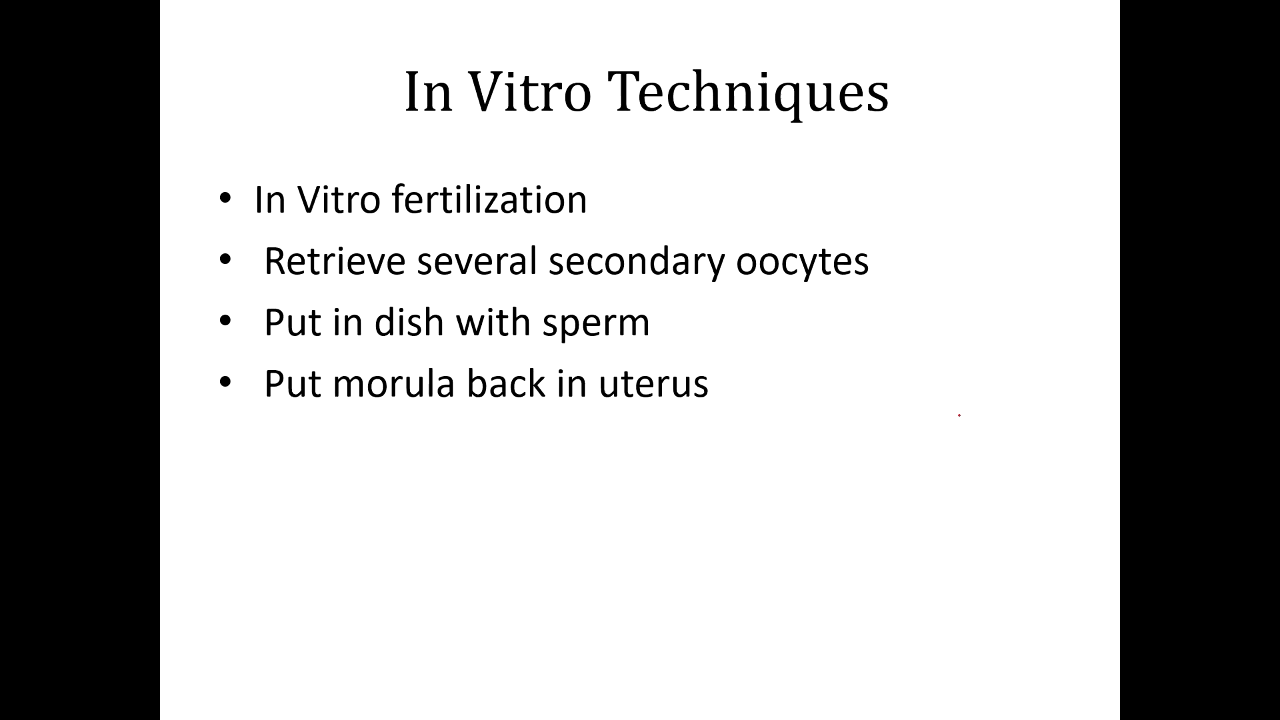 In Vitro Techniques
• In Vitro fertilization
• Retrieve several secondary oocytes
• Put in dish with sperm
• Put morula back in uterus